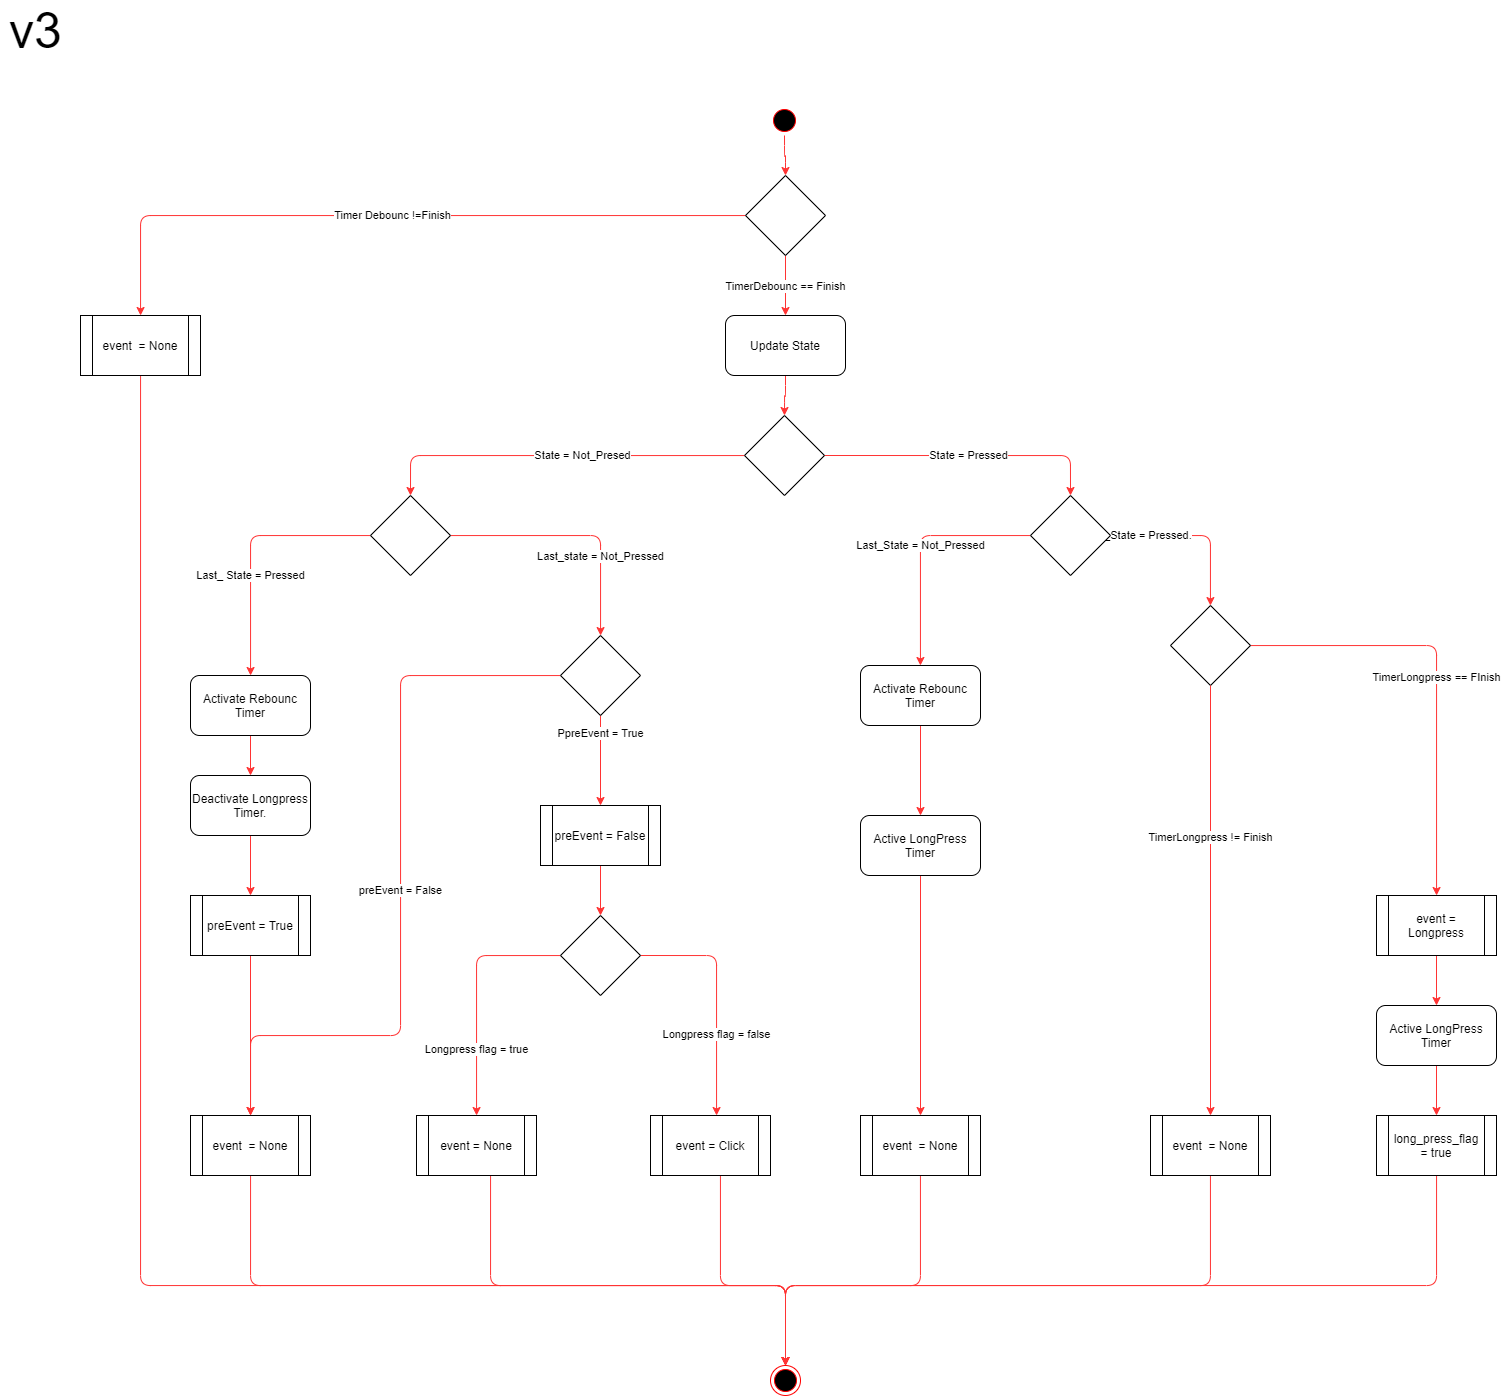 v3
Timer Debounc !=Finish
TimerDebounc == Finish
event  = None
Update State
State = Not_Presed
State = Pressed
_State = Pressed.
Last_State = Not_Pressed
Last_state = Not_Pressed
Last_ State = Pressed
TimerLongpress == FInish
Activate Rebounc
Timer
Activate Rebounc
Timer
PpreEvent = True
Deactivate Longpress
Timer.
preEvent = False
Active LongPress
Timer
TimerLongpress != Finish
preEvent = False
preEvent = True
event =
Longpress
Longpress flag = false
Active LongPress
Timer
Longpress flag = true
event  = None
event = None
event = Click
event  = None
event  = None
long_press_flag
= true